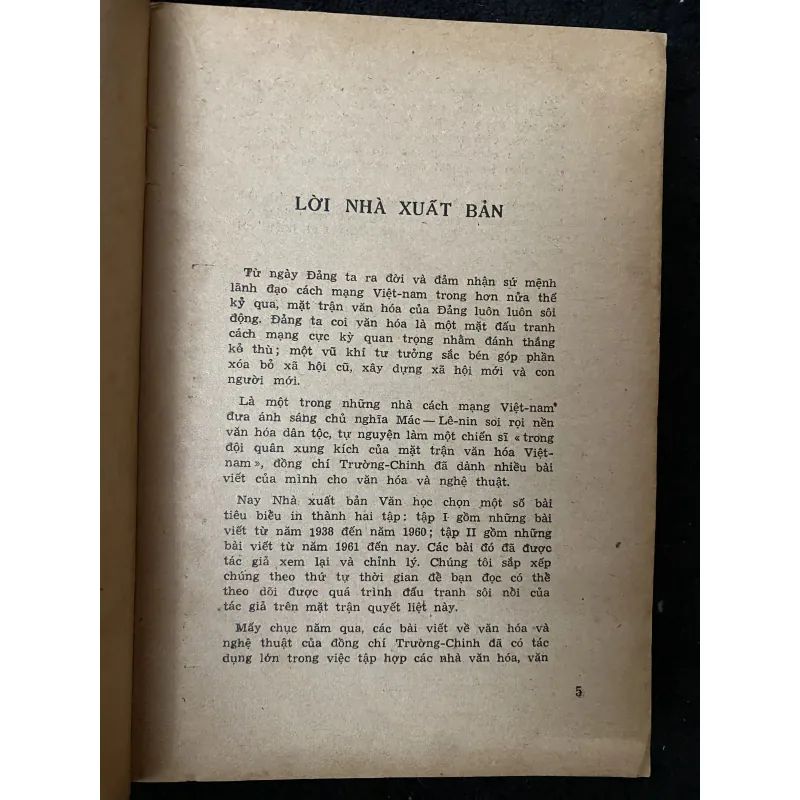 LỜI NHÀ XUẤT BẢN
Từ ngày Đảng ta ra đời và đảm nhận sứ mệnh
lãnh đạo cách mạng Việt-nam trong hơn nửa thế
kỷ qua, mặt trận văn hóa của Đảng luôn luôn sôi
động. Đảng ta coi văn hóa là một mặt đấu tranh
cách mạng cực kỳ quan trọng nhằm đánh thắng
kẻ thù; một vũ khí tư tưởng sắc bén góp phần
xóa bỏ xã hội cũ, xây dựng xã hội mới và con
người mới.
Là một trong những nhà cách mạng Việt-nam
đưa ánh sáng chủ nghĩa Mác — Lê-nin soi rọi nền
văn hóa dân tộc, tự nguyện làm một chiến sĩ « trong
đội quân xung kích của mặt trận văn hóa Việt-
nam », đồng chí Trường-Chinh đã dành nhiều bài
viết của mình cho văn hóa và nghệ thuật.
Nay Nhà xuất bản Văn học chọn một số bài
tiêu biểu in thành hai tập: tập I gồm những bài
viết từ năm 1938 đến năm 1960; tập II gồm những
bài viết từ năm 1961 đến nay. Các bài đó đã được
tác giả xem lại và chỉnh lý. Chúng tôi sắp xếp
chúng theo thứ tự thời gian để bạn đọc có thể
theo dõi được quá trình đấu tranh sôi nổi của
tác giả trên mặt trận quyết liệt này.
Mấy chục năm qua, các bài viết về văn hóa và
nghệ thuật của đồng chí Trường-Chinh đã có tác
dụng lớn trong việc tập hợp các nhà văn hóa, văn
5